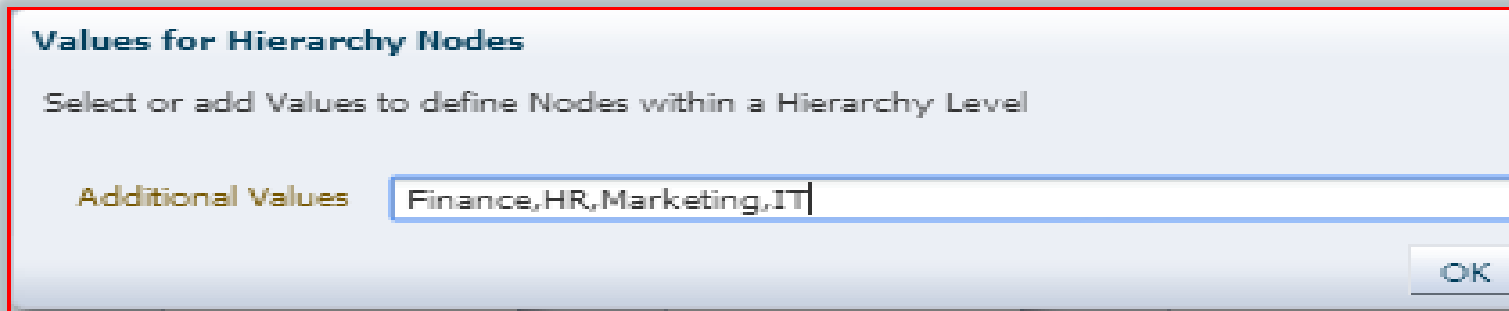 Values for Hierarchy Nodes
Select or add Values to define Nodes within a Hierarchy Level
Additional Values Finance,HR,Marketing,IT
OK